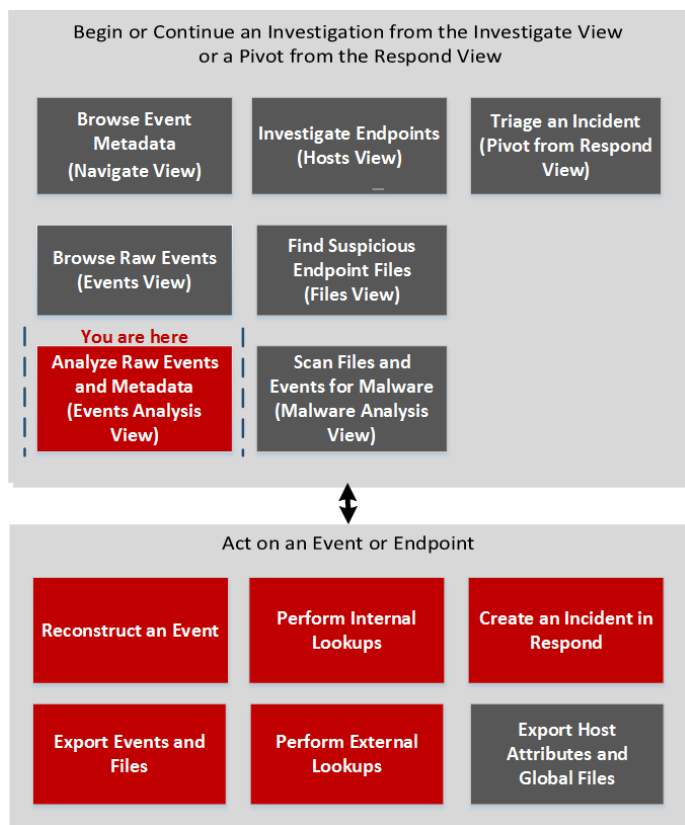 Begin or Continue an Investigation from the Investigate View
or a Pivot from the Respond View
Browse Event
Metadata
(Navigate View)
Investigate Endpoints
(Hosts View)
Triage an Incident
(Pivot from Respond
View)
Browse Raw Events
(Events View)
Find Suspicious
Endpoint Files
(Files View)
You are here
Analyze Raw Events
and Metadata
(Events Analysis
View)
Scan Files and
Events for Malware
(Malware Analysis
View)
Act on an Event or Endpoint
Reconstruct an Event
Perform Internal
Lookups
Create an Incident in
Respond
Export Events and
Files
Perform External
Lookups
Export Host
Attributes and
Global Files